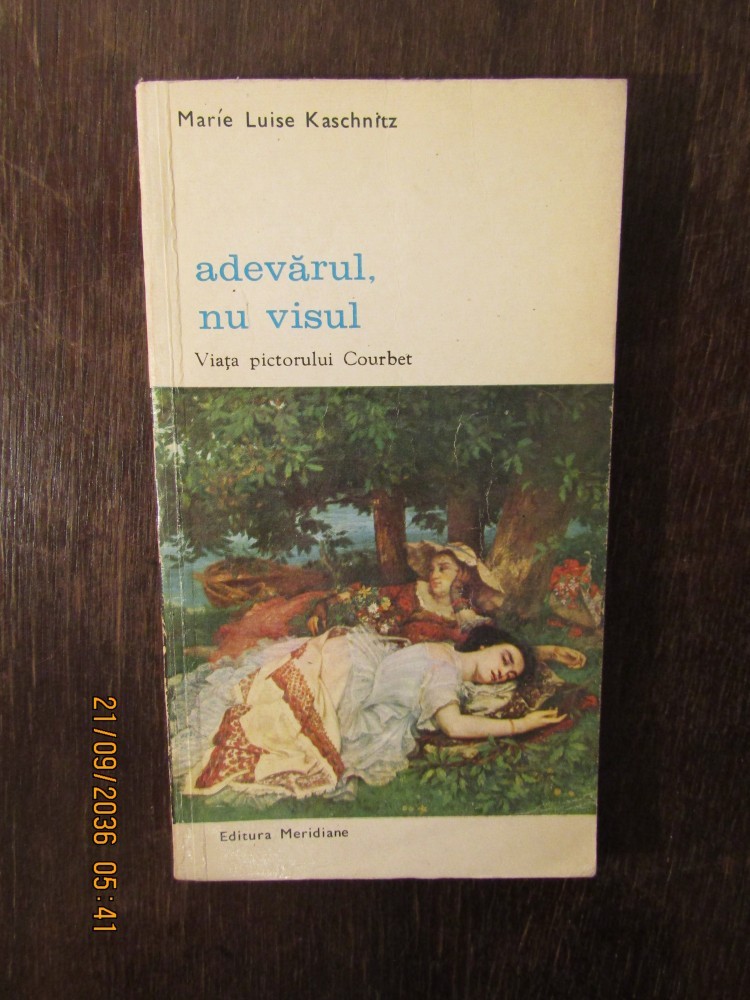 Marie Luise Kaschnitz
adevărul,
nu visul
Viața pictorului Courbet
Editura Meridiane
21/09/2036 05:41